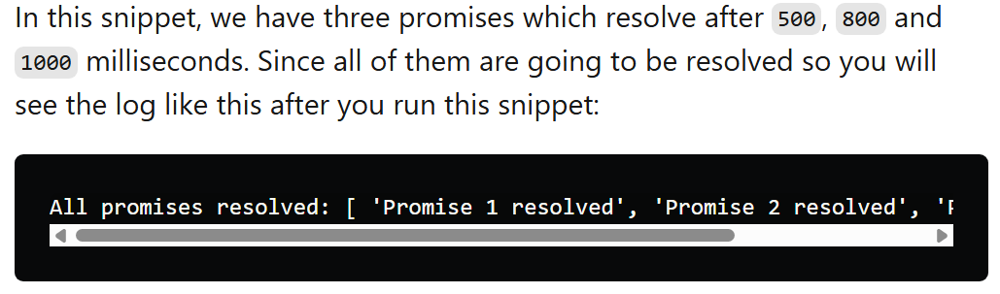 In this snippet, we have three promises which resolve after 500, 800 and
1000 milliseconds. Since all of them are going to be resolved so you will
see the log like this after you run this snippet:
All promises resolved: [ 'Promise 1 resolved', 'Promise 2 resolved', '